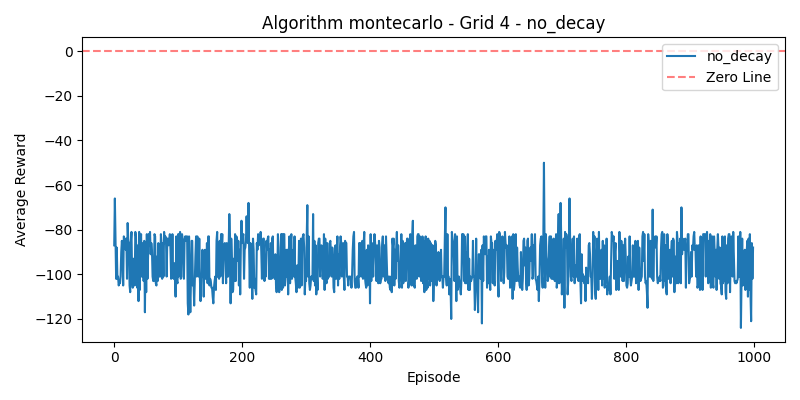 Algorithm montecarlo - Grid 4 - no_decay
no_decay
Zero Line
Average Reward
0
−20
−40
−60
−80
−100
−120
0
200
400
600
800
1000
Episode